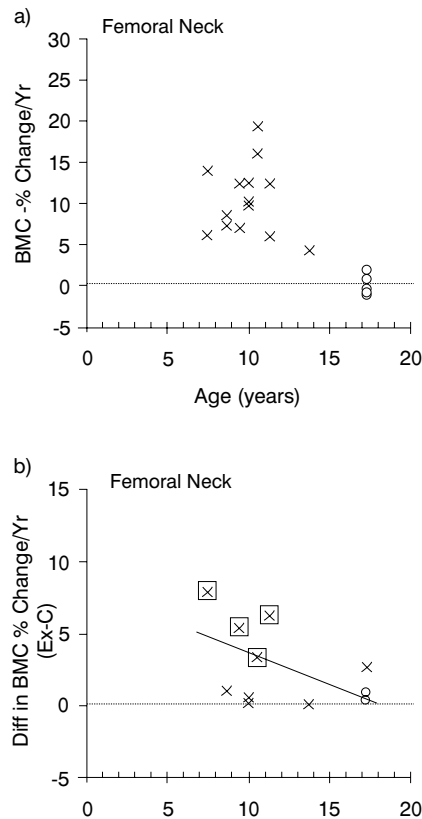 a)
Femoral Neck
30
25
20
15
10
5
0
-5
BMC -% Change/Yr
0 5 10 15 20
Age (years)
b)
Femoral Neck
15
10
5
0
-5
Diff in BMC % Change/Yr
(Ex-C)
0 5 10 15 20